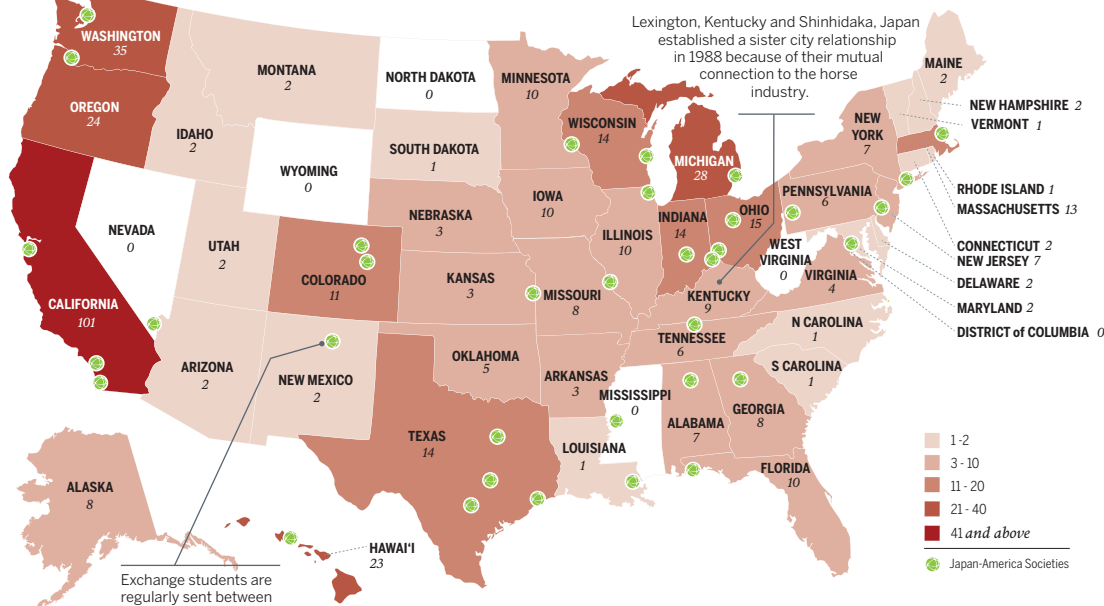 Lexington, Kentucky and Shinhidaka, Japan
established a sister city relationship
in 1988 because of their mutual
connection to the horse
industry.
WASHINGTON
35
OREGON
24
CALIFORNIA
101
NEVADA
0
IDAHO
2
MONTANA
2
WYOMING
0
UTAH
2
ARIZONA
2
COLORADO
11
NEW MEXICO
2
NORTH DAKOTA
0
SOUTH DAKOTA
1
NEBRASKA
3
KANSAS
3
OKLAHOMA
5
TEXAS
14
MINNESOTA
10
IOWA
10
MISSOURI
8
ARKANSAS
3
LOUISIANA
1
WISCONSIN
14
ILLINOIS
10
MICHIGAN
28
INDIANA
14
OHIO
15
KENTUCKY
9
TENNESSEE
6
MISSISSIPPI
0
ALABAMA
7
GEORGIA
8
FLORIDA
10
S CAROLINA
1
N CAROLINA
1
VIRGINIA
4
WEST
VIRGINIA
0
PENNSYLVANIA
6
NEW
YORK
7
MAINE
2
NEW HAMPSHIRE 2
VERMONT 1
RHODE ISLAND 1
MASSACHUSETTS 13
CONNECTICUT 2
NEW JERSEY 7
DELAWARE 2
MARYLAND 2
DISTRICT of COLUMBIA 0
ALASKA
8
HAWAI‘I
23
Exchange students are
regularly sent between
1 - 2
3 - 10
11 - 20
21 - 40
41 and above
Japan-America Societies